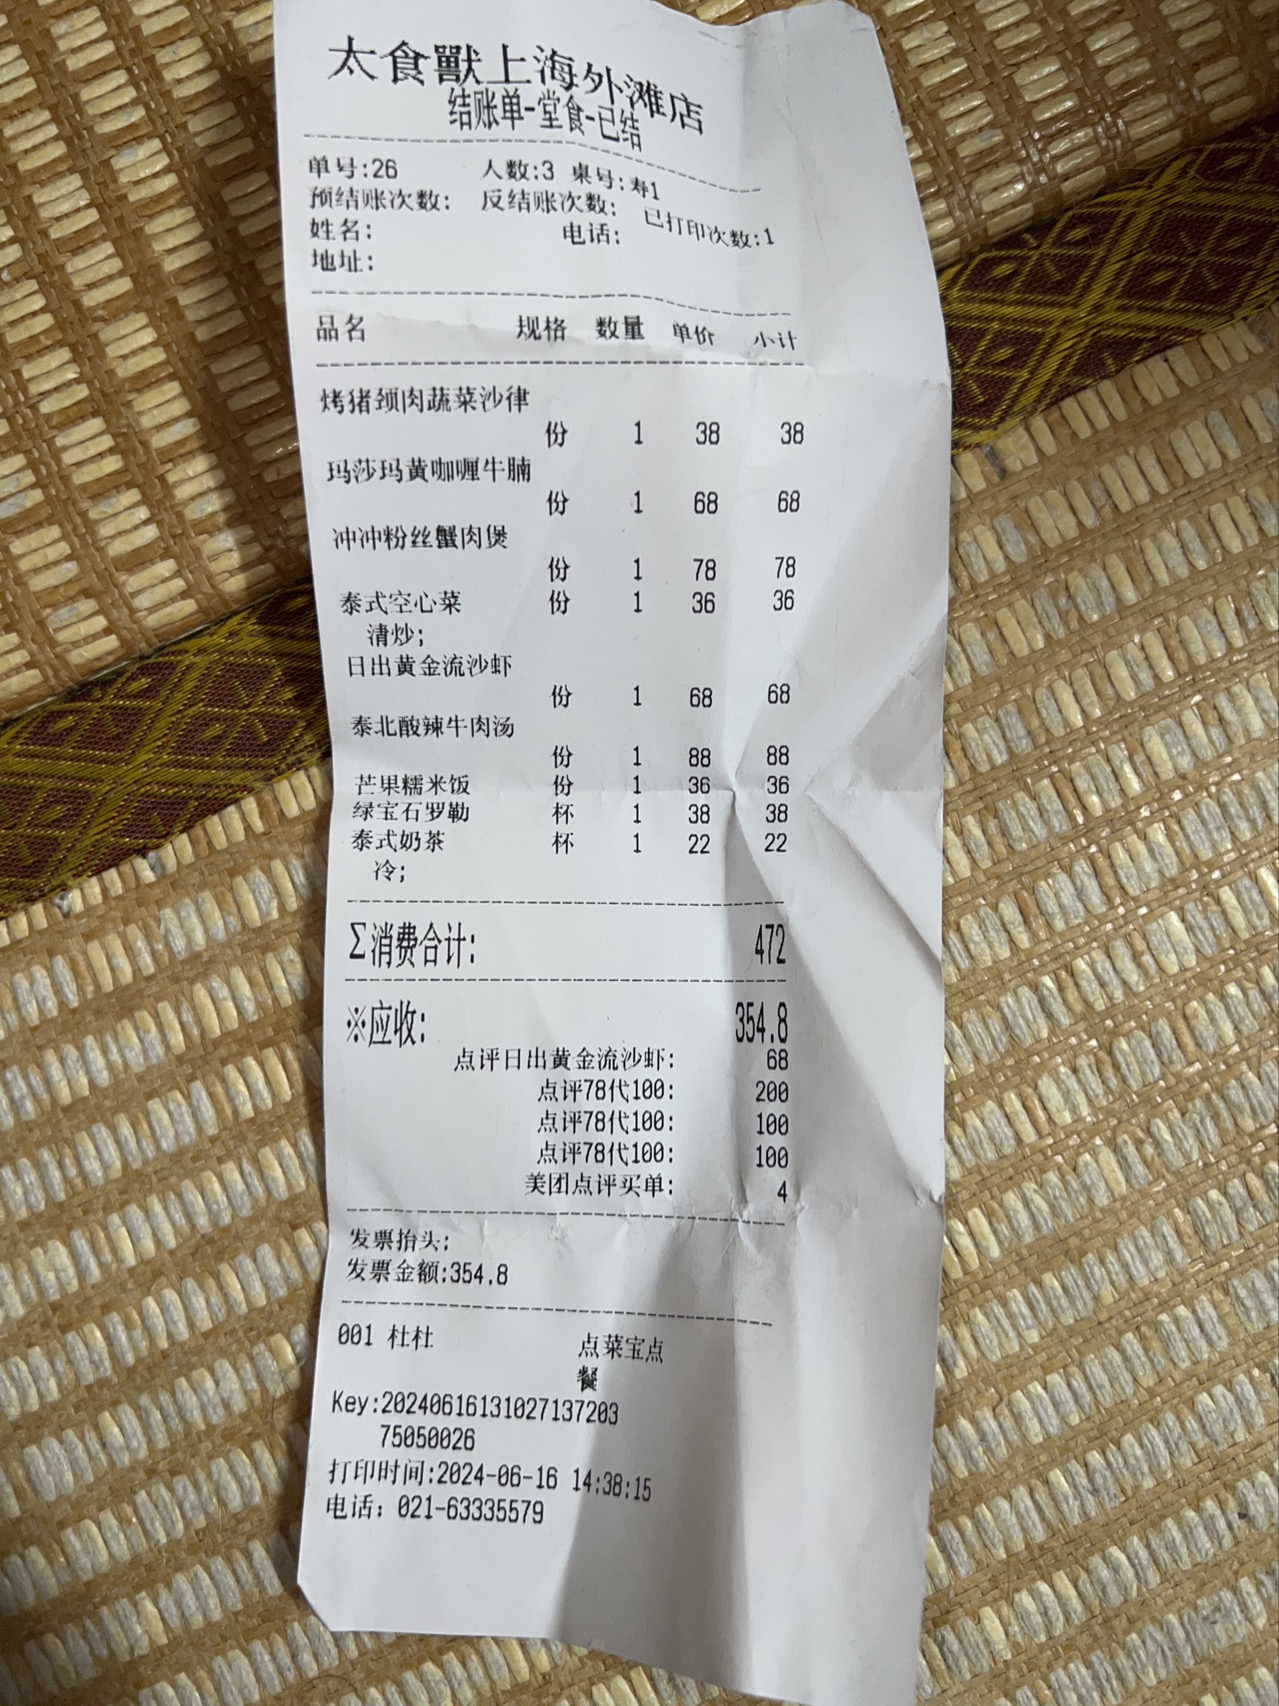 太食獸上海外滩店
结账单-堂食-已结
单号:26 人数:3 桌号:寿1
预结账次数: 反结账次数: 已打印次数:1
姓名: 电话:
地址:
品名 规格 数量 单价 小计
烤猪颈肉蔬菜沙律
份 1 38 38
玛莎玛黄咖喱牛腩
份 1 68 68
冲冲粉丝蟹肉煲
份 1 78 78
泰式空心菜 份 1 36 36
清炒;
日出黄金流沙虾
份 1 68 68
泰北酸辣牛肉汤
份 1 88 88
芒果糯米饭 份 1 36 36
绿宝石罗勒 杯 1 38 38
泰式奶茶 杯 1 22 22
冷;
∑消费合计: 472
※应收: 354.8
点评日出黄金流沙虾: 68
点评78代100: 200
点评78代100: 100
点评78代100: 100
美团点评买单: 4
发票抬头:
发票金额:354.8
001 杜杜 点菜宝点
餐
Key:20240616131027137203
75050026
打印时间:2024-06-16 14:38:15
电话: 021-63335579